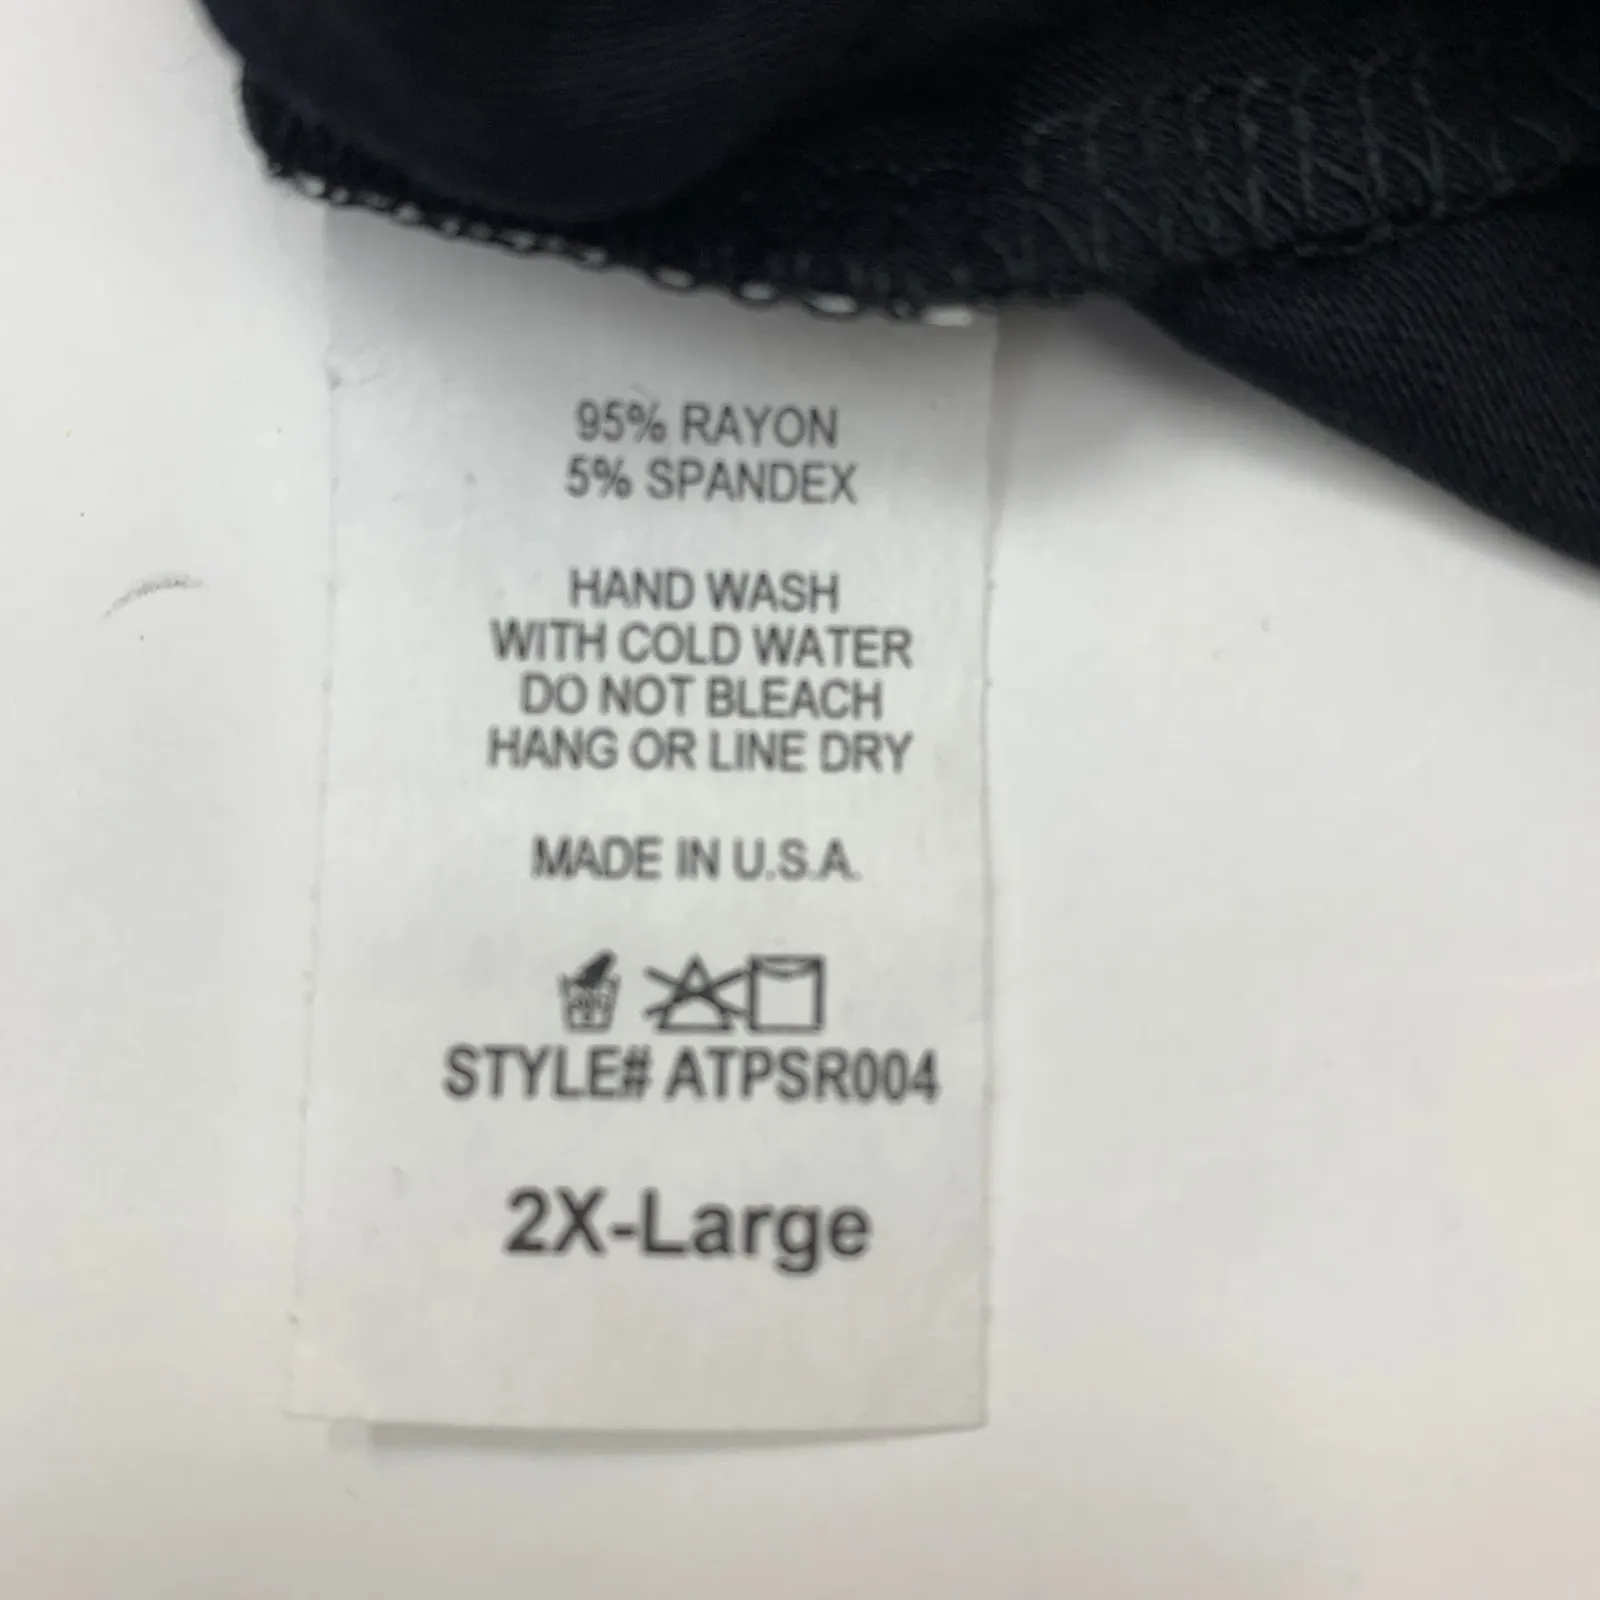 95% RAYON
5% SPANDEX
HAND WASH
WITH COLD WATER
DO NOT BLEACH
HANG OR LINE DRY
MADE IN U.S.A.
STYLE# ATPSR004
2X-Large